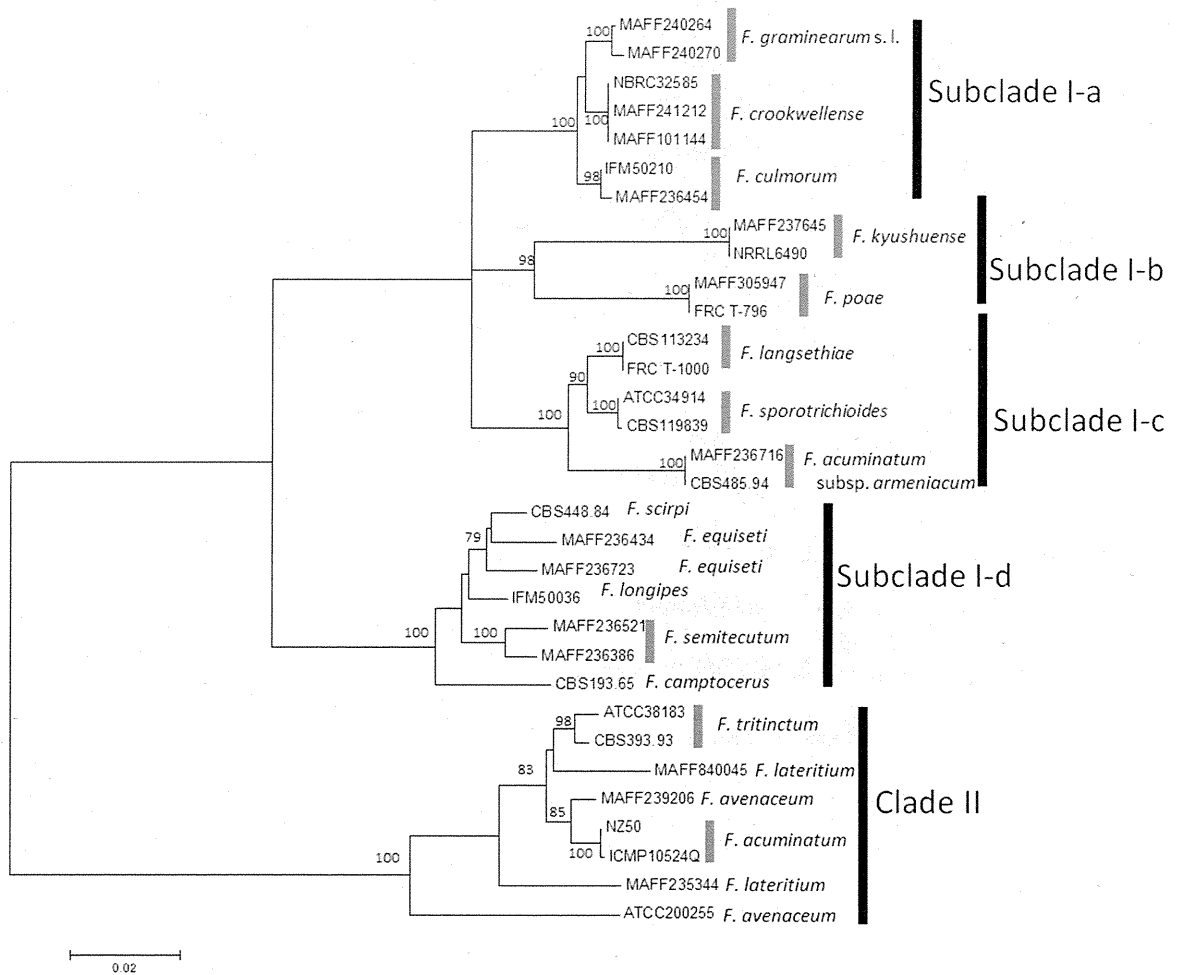 MAFF240264
100
F. graminearum s. l.
MAFF240270
NBRC32585
Subclade I-a
MAFF241212
F. crookwellense
100
100
MAFF101144
IFM50210
98
F. culmorum
MAFF236454
MAFF237645
100
F. kyushuense
NRRL6490
98
Subclade I-b
MAFF305947
100
F. poae
FRC T-796
CBS113234
100
F. langsethiae
FRC T-1000
90
ATCC34914
100
F. sporotrichioides
100
CBS119839
Subclade I-c
MAFF236716
F. acuminatum
100
CBS485.94
subsp. armeniacum
CBS448.84 F. scirpi
79
MAFF236434 F. equiseti
MAFF236723 F. equiseti
Subclade I-d
IFM50036 F. longipes
100
100
MAFF236521
F. semitecutum
MAFF236386
CBS193.65 F. camptocerus
ATCC38183
98
F. tritinctum
CBS393.93
83
MAFF840045 F. lateritium
MAFF239206 F. avenaceum
Clade II
85
NZ50
F. acuminatum
100
ICMP10524Q
100
MAFF235344 F. lateritium
ATCC200255 F. avenaceum
0.02